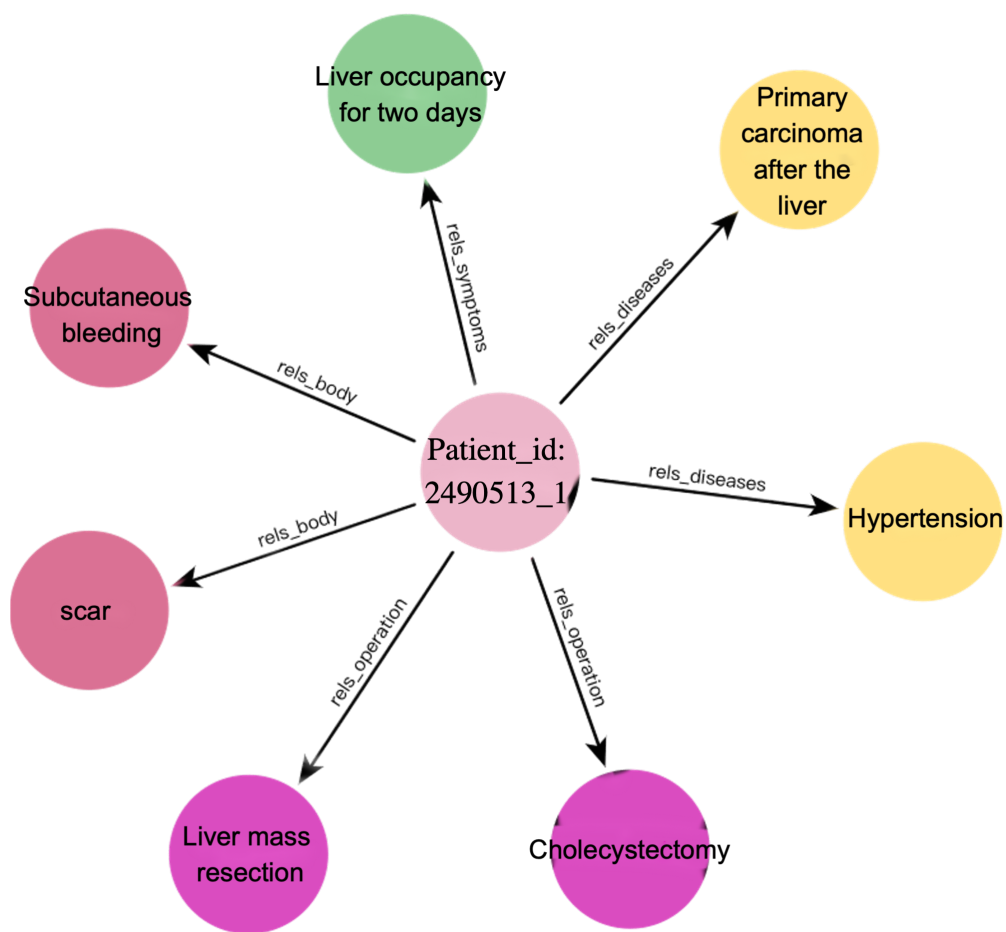 Liver occupancy
for two days
Primary
carcinoma
after the
liver
rels_symptoms
rels_diseases
Subcutaneous
bleeding
rels_body
Patient_id:
2490513_1
rels_diseases
Hypertension
rels_body
scar
rels_operation
rels_operation
Liver mass
resection
Cholecystectomy